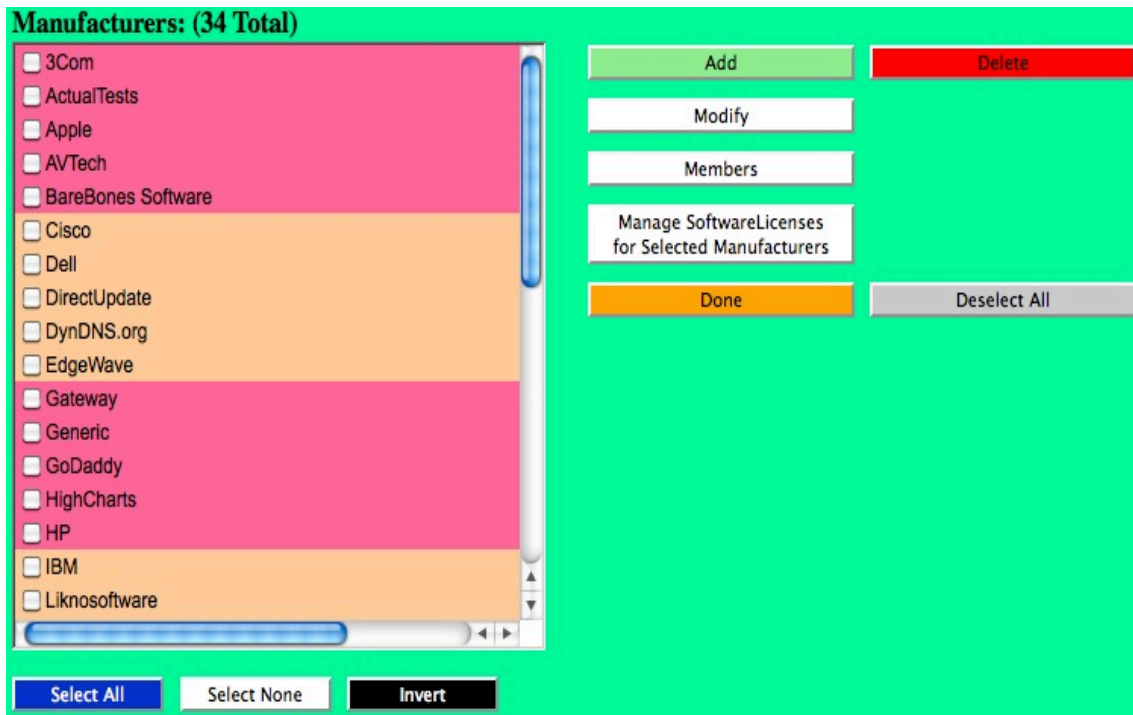 Manufacturers: (34 Total)
3Com
ActualTests
Apple
AVTech
BareBones Software
Cisco
Dell
DirectUpdate
DynDNS.org
EdgeWave
Gateway
Generic
GoDaddy
HighCharts
HP
IBM
Liknosoftware
Add
Delete
Modify
Members
Manage SoftwareLicenses
for Selected Manufacturers
Done
Deselect All
Select All
Select None
Invert